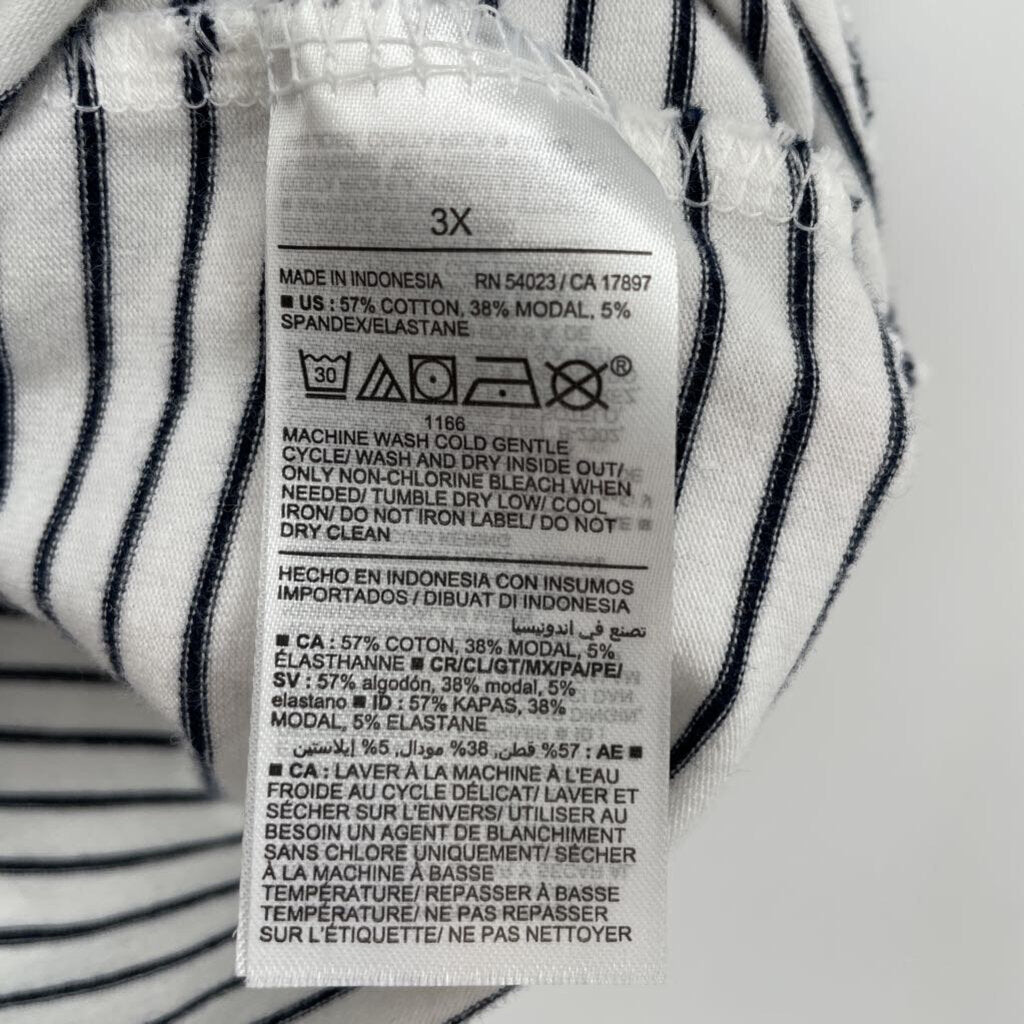 3X
MADE IN INDONESIA RN 54023 / CA 17897
■ US : 57% COTTON, 38% MODAL, 5%
SPANDEX/ELASTANE
30 ®
1166
MACHINE WASH COLD GENTLE
CYCLE/ WASH AND DRY INSIDE OUT/
ONLY NON-CHLORINE BLEACH WHEN
NEEDED/ TUMBLE DRY LOW/ COOL
IRON/ DO NOT IRON LABEL/ DO NOT
DRY CLEAN
HECHO EN INDONESIA CON INSUMOS
IMPORTADOS / DIBUAT DI INDONESIA
تصنع في اندونيسيا
■ CA : 57% COTON, 38% MODAL, 5%
ÉLASTHANNE ■ CR/CL/GT/MX/PA/PE/
SV : 57% algodón, 38% modal, 5%
elastano ■ ID : 57% KAPAS, 38%
MODAL, 5% ELASTANE
■ AE : 57% قطن, 38% مودال, 5% إيلاستين
■ CA : LAVER À LA MACHINE À L'EAU
FROIDE AU CYCLE DÉLICAT/ LAVER ET
SÉCHER SUR L'ENVERS/ UTILISER AU
BESOIN UN AGENT DE BLANCHIMENT
SANS CHLORE UNIQUEMENT/ SÉCHER
À LA MACHINE À BASSE
TEMPÉRATURE/ REPASSER À BASSE
TEMPÉRATURE/ NE PAS REPASSER
SUR L'ÉTIQUETTE/ NE PAS NETTOYER